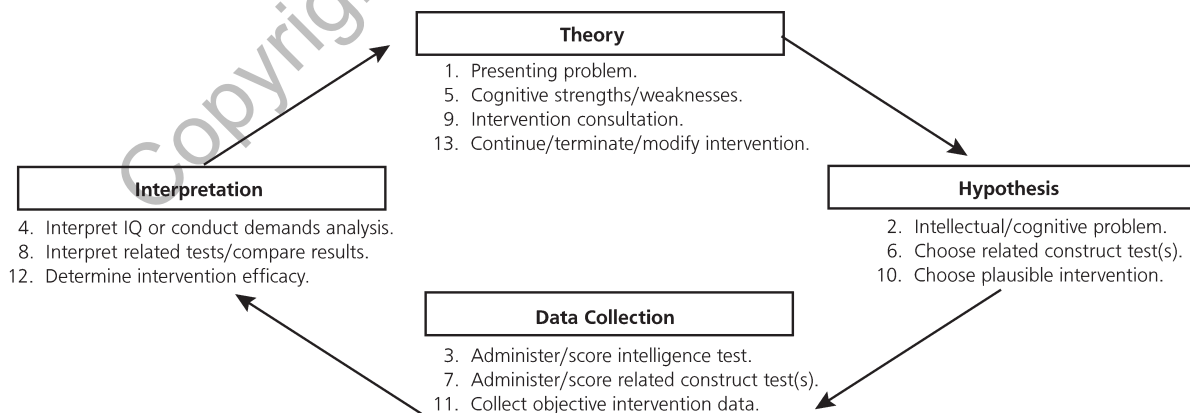 Copyrigh
Theory
1. Presenting problem.
5. Cognitive strengths/weaknesses.
9. Intervention consultation.
13. Continue/terminate/modify intervention.
Interpretation
4. Interpret IQ or conduct demands analysis.
8. Interpret related tests/compare results.
12. Determine intervention efficacy.
Hypothesis
2. Intellectual/cognitive problem.
6. Choose related construct test(s).
10. Choose plausible intervention.
Data Collection
3. Administer/score intelligence test.
7. Administer/score related construct test(s).
11. Collect objective intervention data.